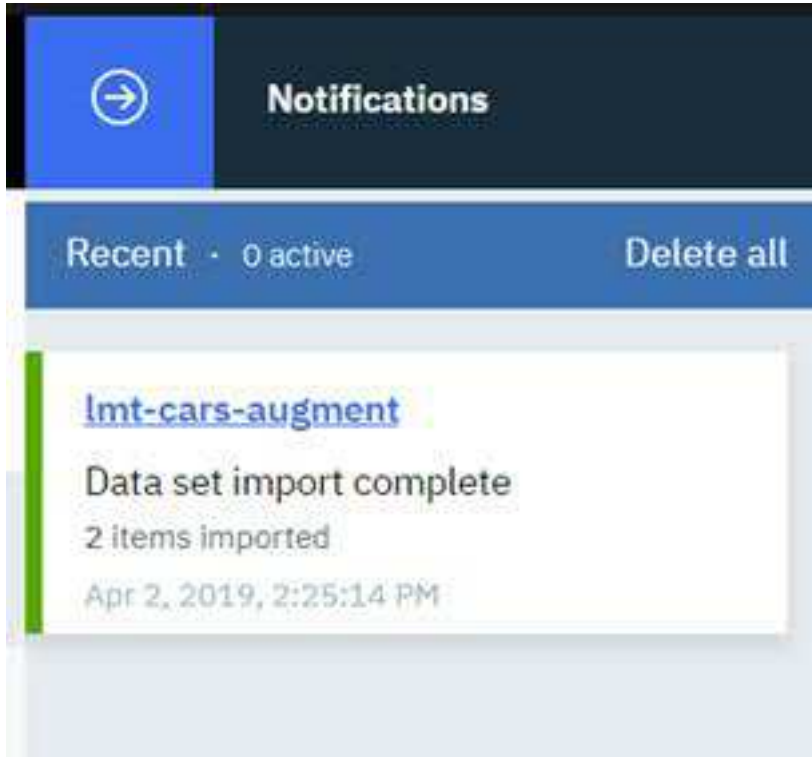 Notifications
Recent · 0 active Delete all
lmt-cars-augment
Data set import complete
2 items imported
Apr 2, 2019, 2:25:14 PM